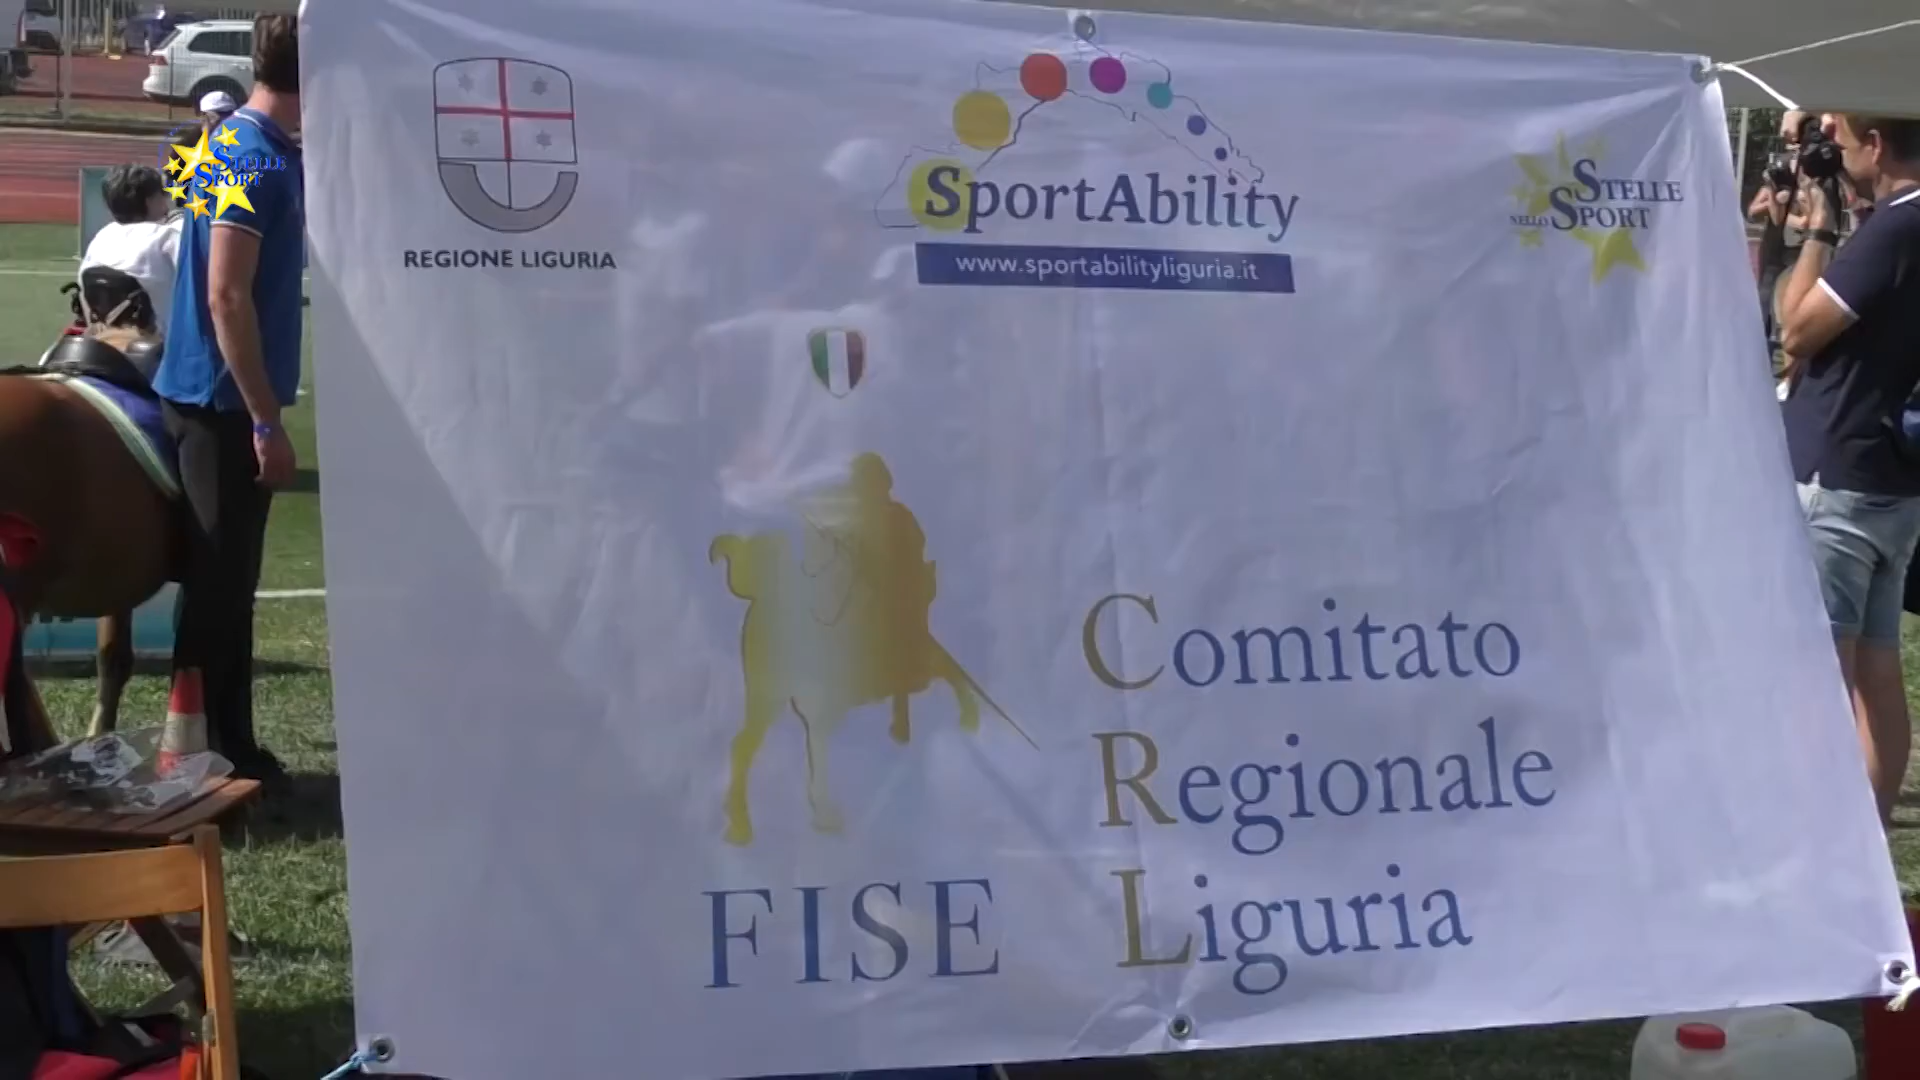 STELLE
SPORT
REGIONE LIGURIA
SportAbility
www.sportabilityliguria.it
STELLE
NELLO SPORT
Comitato
Regionale
Liguria
FISE